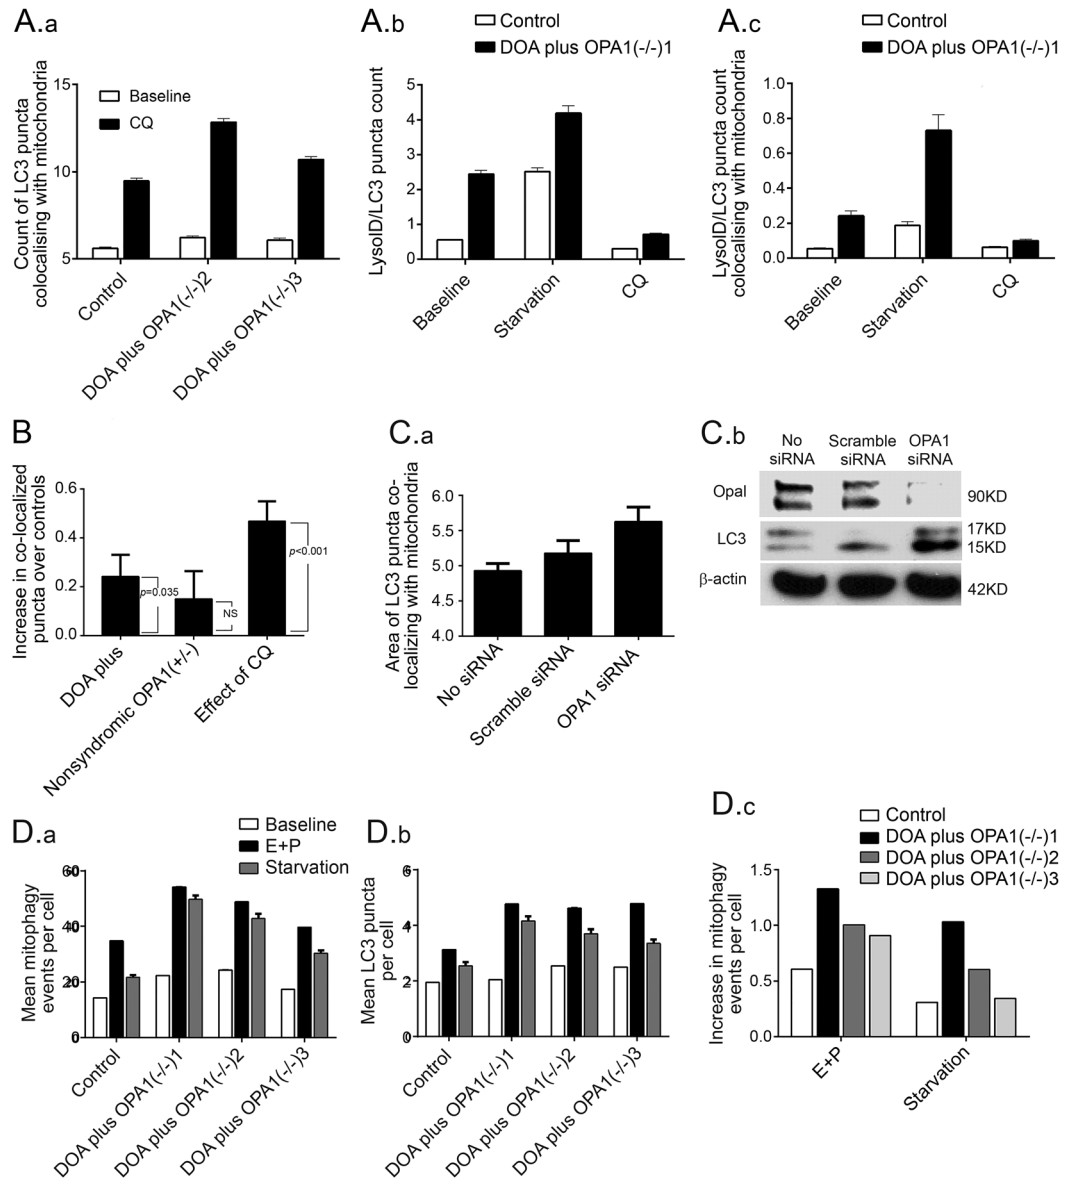 A.a
Count of LC3 puncta
colocalising with mitochondria
15
10
5
Baseline
CQ
Control
DOA plus OPA1(-/-)2
DOA plus OPA1(-/-)3
A.b
Control
DOA plus OPA1(-/-)1
LysoID/LC3 puncta count
5
4
3
2
1
0
Baseline
Starvation
CQ
A.c
Control
DOA plus OPA1(-/-)1
LysoID/LC3 puncta count
colocalising with mitochondria
1.0
0.8
0.6
0.4
0.2
0.0
Baseline
Starvation
CQ
B
Increase in co-localized
puncta over controls
0.6
0.4
0.2
0.0
p=0.035
NS
p<0.001
DOA plus
Nonsyndromic OPA1(+/-)
Effect of CQ
C.a
Area of LC3 puncta co-
localizing with mitochondria
6.0
5.5
5.0
4.5
4.0
No siRNA
Scramble siRNA
OPA1 siRNA
C.b
No
siRNA
Scramble
siRNA
OPA1
siRNA
Opal
90KD
LC3
17KD
15KD
β-actin
42KD
D.a
Baseline
E+P
Starvation
Mean mitophagy
events per cell
60
40
20
0
Control
DOA plus OPA1(-/-)1
DOA plus OPA1(-/-)2
DOA plus OPA1(-/-)3
D.b
Mean LC3 puncta
per cell
6
4
2
0
Control
DOA plus OPA1(-/-)1
DOA plus OPA1(-/-)2
DOA plus OPA1(-/-)3
D.c
Control
DOA plus OPA1(-/-)1
DOA plus OPA1(-/-)2
DOA plus OPA1(-/-)3
Increase in mitophagy
events per cell
1.5
1.0
0.5
0.0
E+P
Starvation